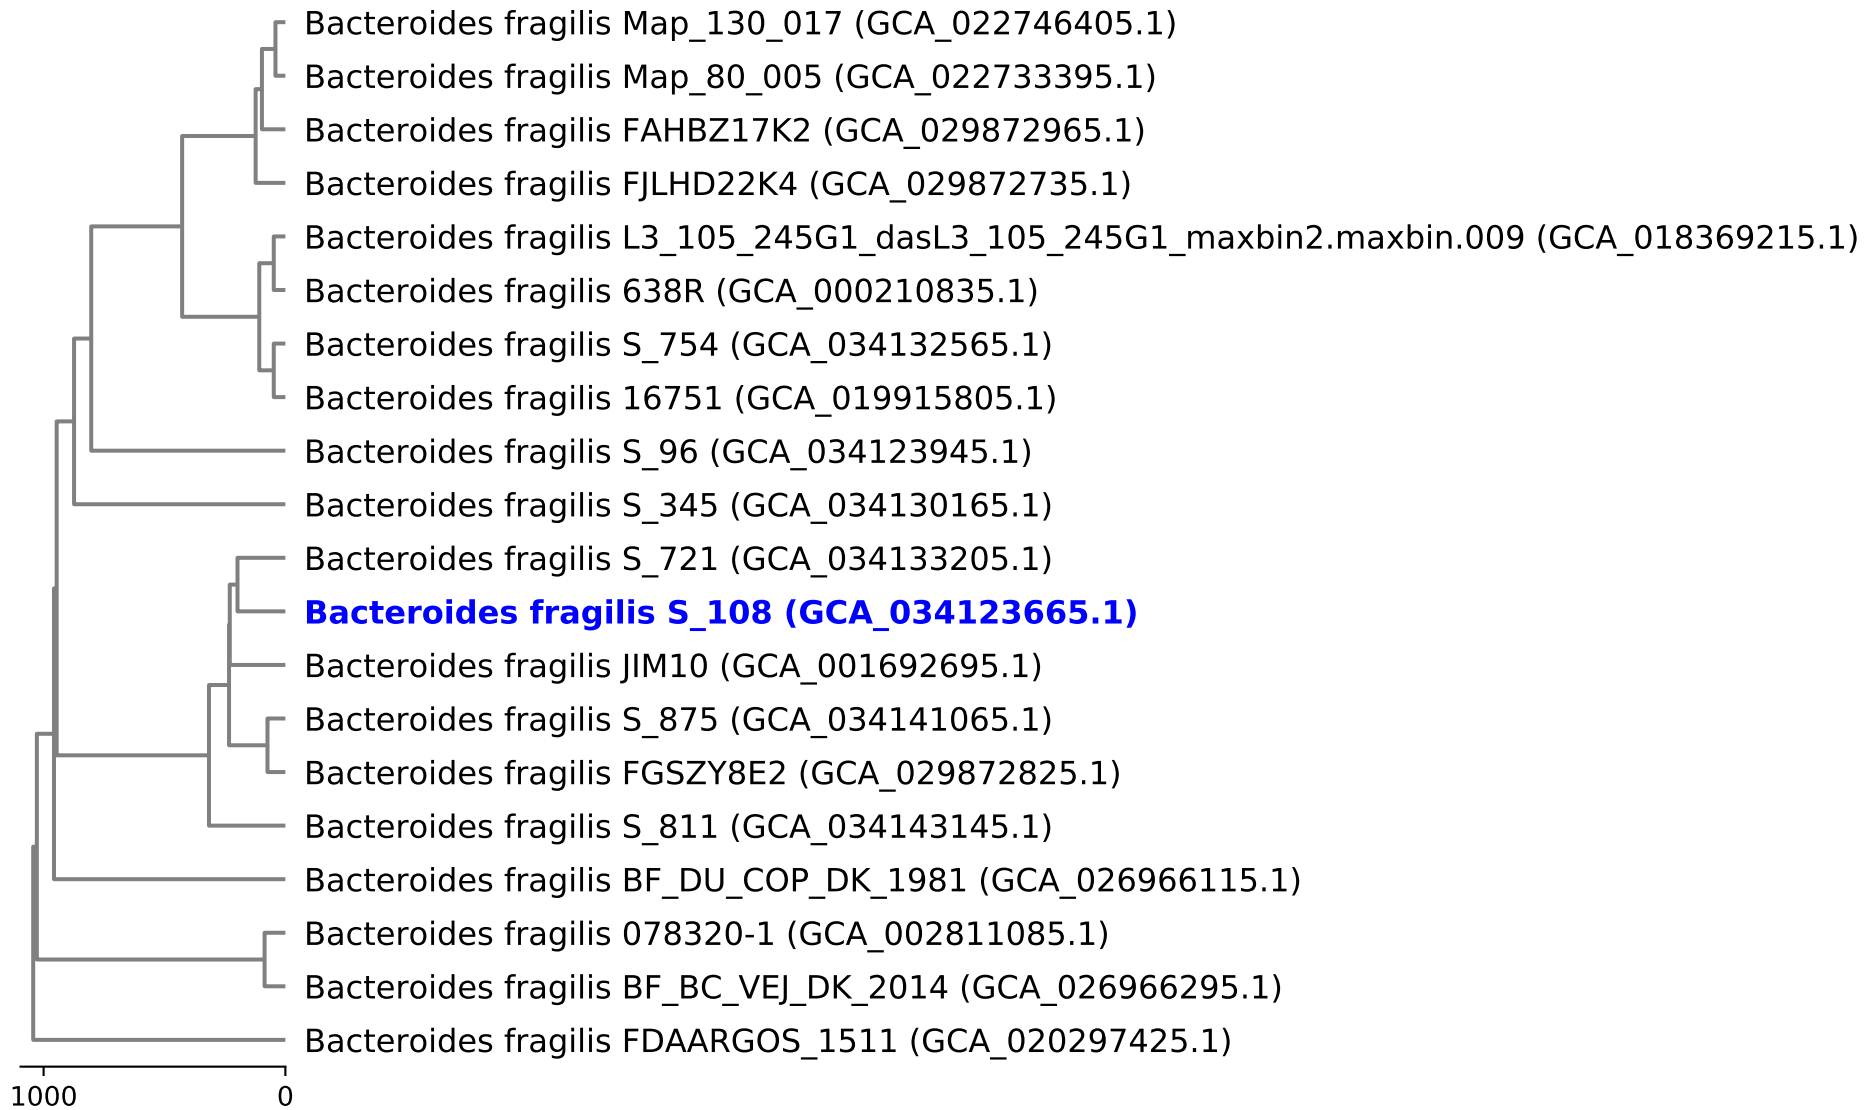 Bacteroides fragilis Map_130_017 (GCA_022746405.1)
Bacteroides fragilis Map_80_005 (GCA_022733395.1)
Bacteroides fragilis FAHBZ17K2 (GCA_029872965.1)
Bacteroides fragilis FJLHD22K4 (GCA_029872735.1)
Bacteroides fragilis L3_105_245G1_dasL3_105_245G1_maxbin2.maxbin.009 (GCA_018369215.1)
Bacteroides fragilis 638R (GCA_000210835.1)
Bacteroides fragilis S_754 (GCA_034132565.1)
Bacteroides fragilis 16751 (GCA_019915805.1)
Bacteroides fragilis S_96 (GCA_034123945.1)
Bacteroides fragilis S_345 (GCA_034130165.1)
Bacteroides fragilis S_721 (GCA_034133205.1)
Bacteroides fragilis S_108 (GCA_034123665.1)
Bacteroides fragilis JIM10 (GCA_001692695.1)
Bacteroides fragilis S_875 (GCA_034141065.1)
Bacteroides fragilis FGSZY8E2 (GCA_029872825.1)
Bacteroides fragilis S_811 (GCA_034143145.1)
Bacteroides fragilis BF_DU_COP_DK_1981 (GCA_026966115.1)
Bacteroides fragilis 078320-1 (GCA_002811085.1)
Bacteroides fragilis BF_BC_VEJ_DK_2014 (GCA_026966295.1)
Bacteroides fragilis FDAARGOS_1511 (GCA_020297425.1)
1000 0